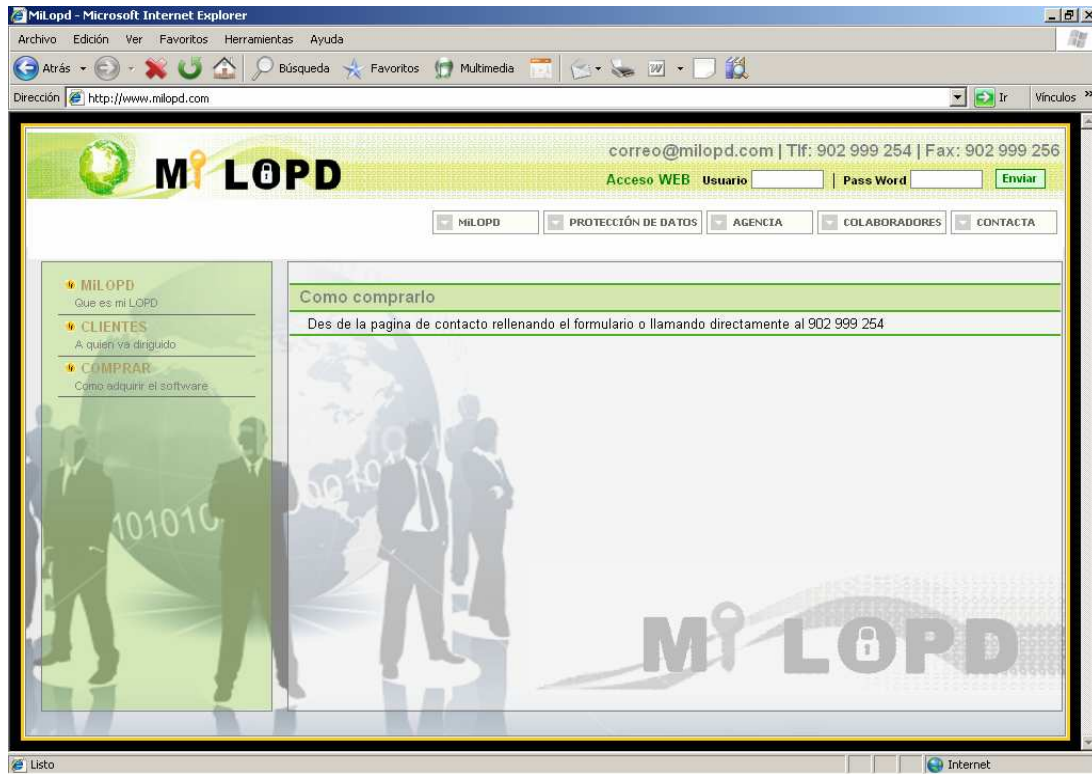 MiLopd - Microsoft Internet Explorer
Archivo Edición Ver Favoritos Herramientas Ayuda
Atrás Búsqueda Favoritos Multimedia
Dirección http://www.milopd.com Ir Vínculos »
correo@milopd.com | Tlf: 902 999 254 | Fax: 902 999 256
Mi LOPD
Acceso WEB Usuario | Pass Word Enviar
MiLOPD PROTECCIÓN DE DATOS AGENCIA COLABORADORES CONTACTA
MiLOPD
Que es mi LOPD
CLIENTES
A quien va diriguido
COMPRAR
Como adquirir el software
Como comprarlo
Des de la pagina de contacto rellenando el formulario o llamando directamente al 902 999 254
101010
0010
Mi LOPD
Listo Internet